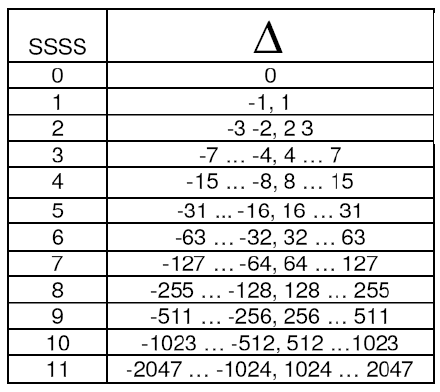 SSSS Δ
0 0
1 -1, 1
2 -3 -2, 2 3
3 -7 … -4, 4 … 7
4 -15 … -8, 8 … 15
5 -31 ... -16, 16 … 31
6 -63 … -32, 32 … 63
7 -127 … -64, 64 … 127
8 -255 … -128, 128 … 255
9 -511 … -256, 256 … 511
10 -1023 … -512, 512 …1023
11 -2047 … -1024, 1024 … 2047